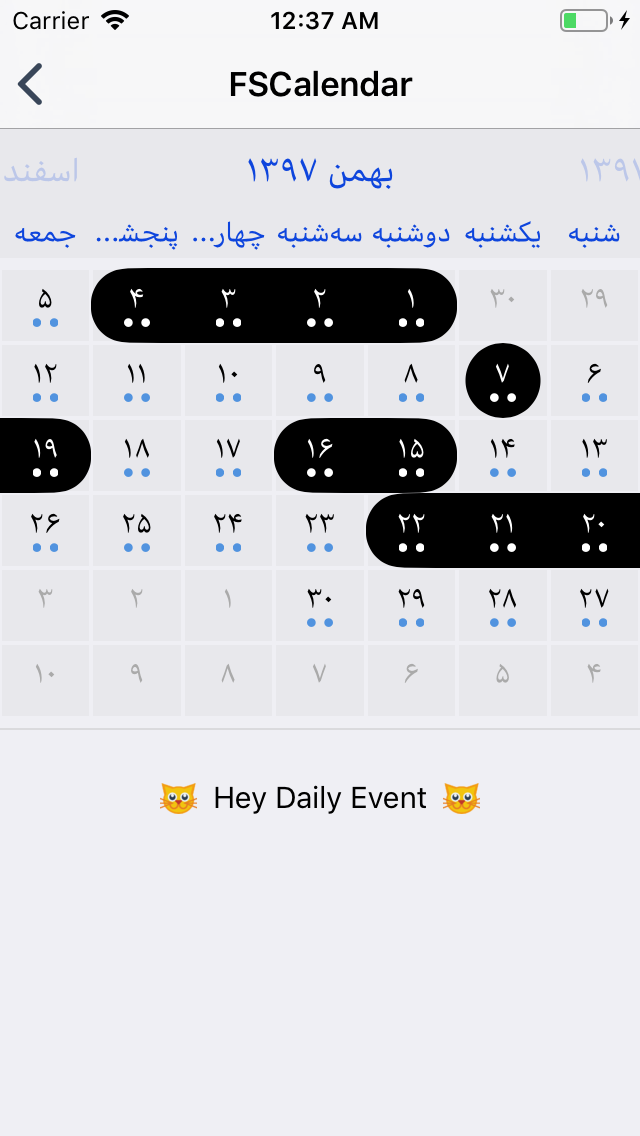 Carrier 12:37 AM
FSCalendar
۱۳۹۷ بهمن ۱۳۹۷ اسفند
شنبه یکشنبه دوشنبه سه‌شنبه چهار... پنجش... جمعه
۲۹ ۳۰ ۱ ۲ ۳ ۴ ۵
۶ ۷ ۸ ۹ ۱۰ ۱۱ ۱۲
۱۳ ۱۴ ۱۵ ۱۶ ۱۷ ۱۸ ۱۹
۲۰ ۲۱ ۲۲ ۲۳ ۲۴ ۲۵ ۲۶
۲۷ ۲۸ ۲۹ ۳۰ ۱ ۲ ۳
۴ ۵ ۶ ۷ ۸ ۹ ۱۰
🐱 Hey Daily Event 🐱